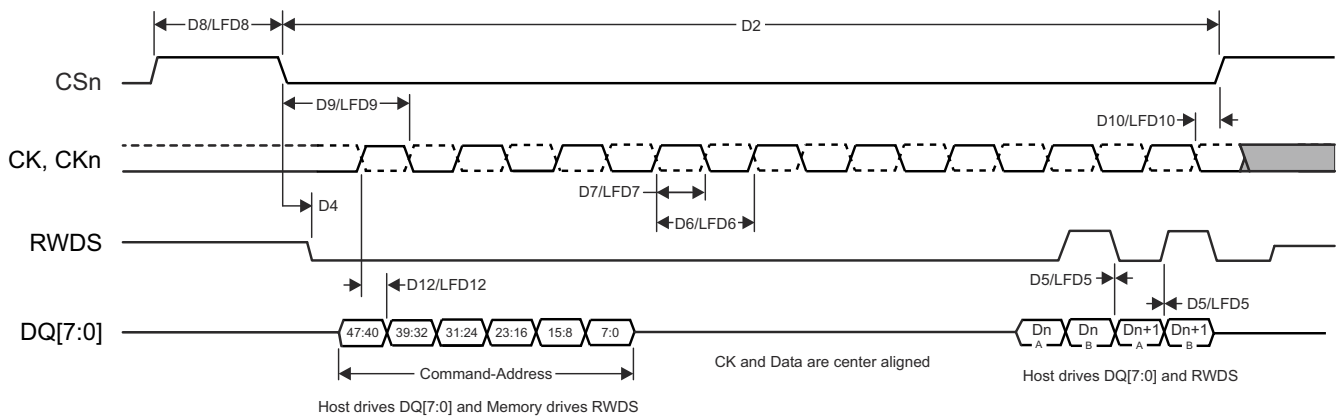 D8/LFD8
D2
CSn
D9/LFD9
D10/LFD10
CK, CKn
D7/LFD7
D4
D6/LFD6
RWDS
D12/LFD12
D5/LFD5
D5/LFD5
DQ[7:0]
47:40 39:32 31:24 23:16 15:8 7:0
Dn A Dn B Dn+1 A Dn+1 B
Command-Address
CK and Data are center aligned
Host drives DQ[7:0] and RWDS
Host drives DQ[7:0] and Memory drives RWDS